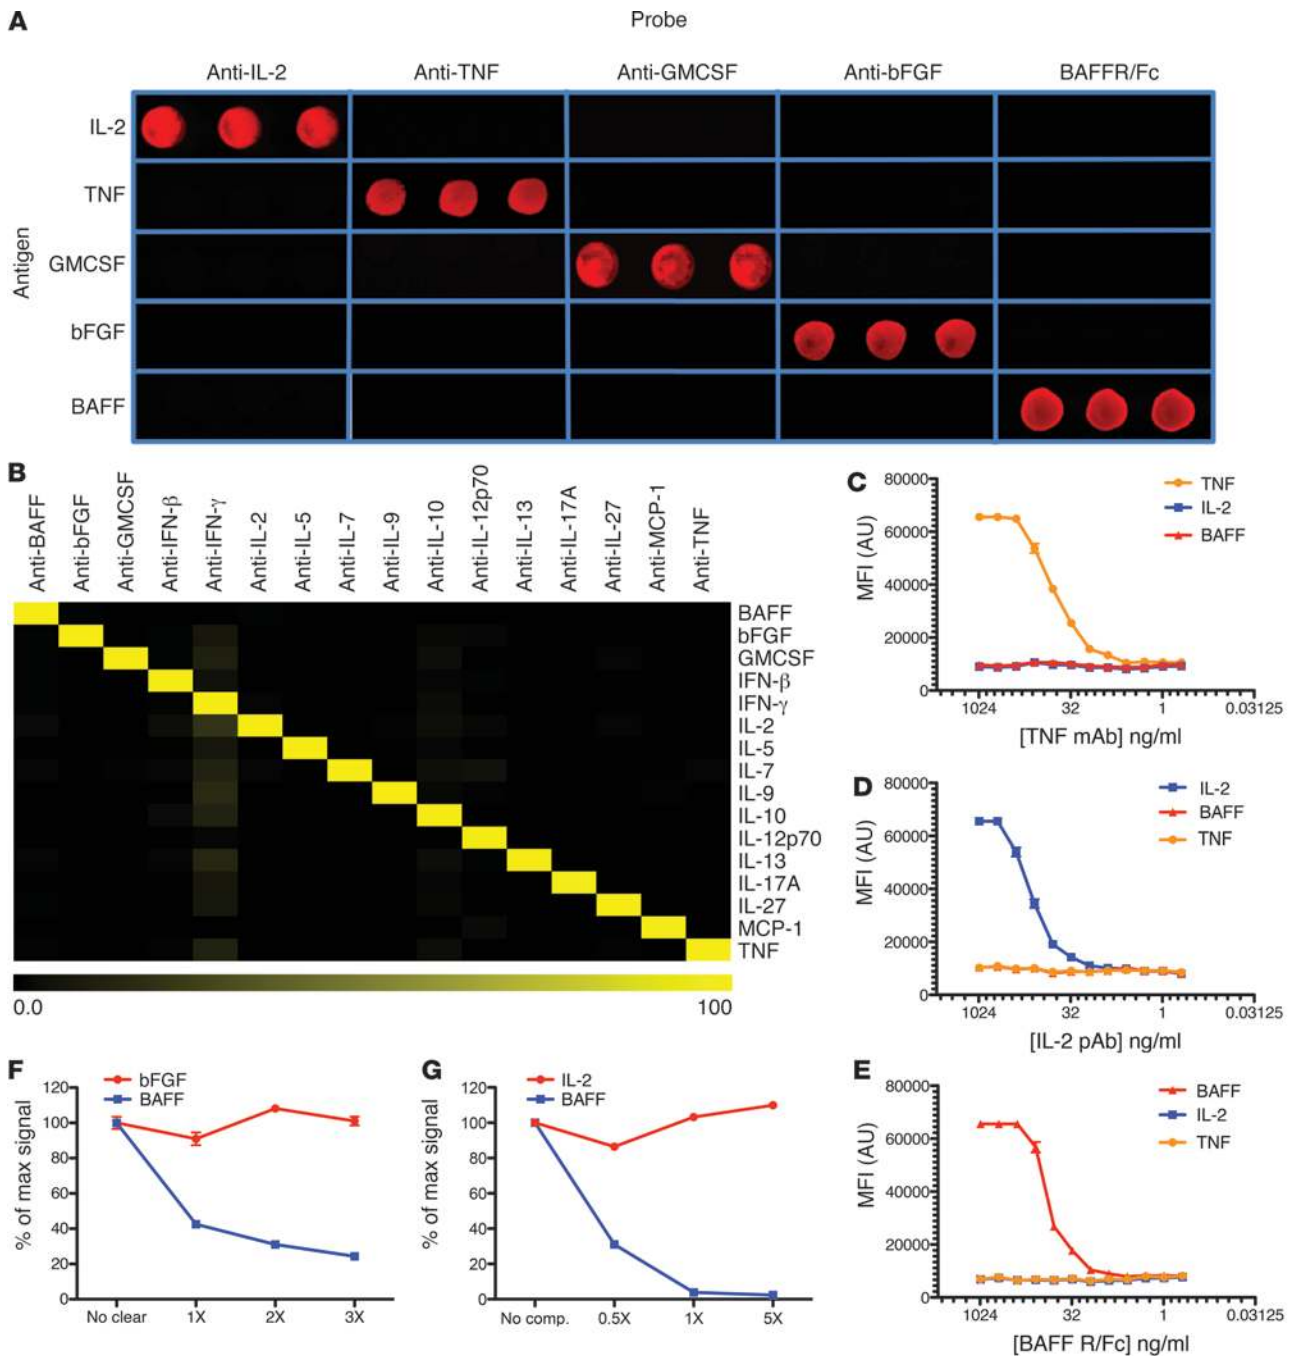 A
Probe
Anti-IL-2 Anti-TNF Anti-GMCSF Anti-bFGF BAFFR/Fc
Antigen
IL-2
TNF
GMCSF
bFGF
BAFF
B
Anti-BAFF
Anti-bFGF
Anti-GMCSF
Anti-IFN-β
Anti-IFN-γ
Anti-IL-2
Anti-IL-5
Anti-IL-7
Anti-IL-9
Anti-IL-10
Anti-IL-12p70
Anti-IL-13
Anti-IL-17A
Anti-IL-27
Anti-MCP-1
Anti-TNF
BAFF
bFGF
GMCSF
IFN-β
IFN-γ
IL-2
IL-5
IL-7
IL-9
IL-10
IL-12p70
IL-13
IL-17A
IL-27
MCP-1
TNF
0.0 100
C
MFI (AU)
80000
60000
40000
20000
0
TNF
IL-2
BAFF
1024 32 1 0.03125
[TNF mAb] ng/ml
D
MFI (AU)
80000
60000
40000
20000
0
IL-2
BAFF
TNF
1024 32 1 0.03125
[IL-2 pAb] ng/ml
F
% of max signal
120
100
80
60
40
20
0
bFGF
BAFF
No clear 1X 2X 3X
G
% of max signal
120
100
80
60
40
20
0
IL-2
BAFF
No comp. 0.5X 1X 5X
E
MFI (AU)
80000
60000
40000
20000
0
BAFF
IL-2
TNF
1024 32 1 0.03125
[BAFF R/Fc] ng/ml